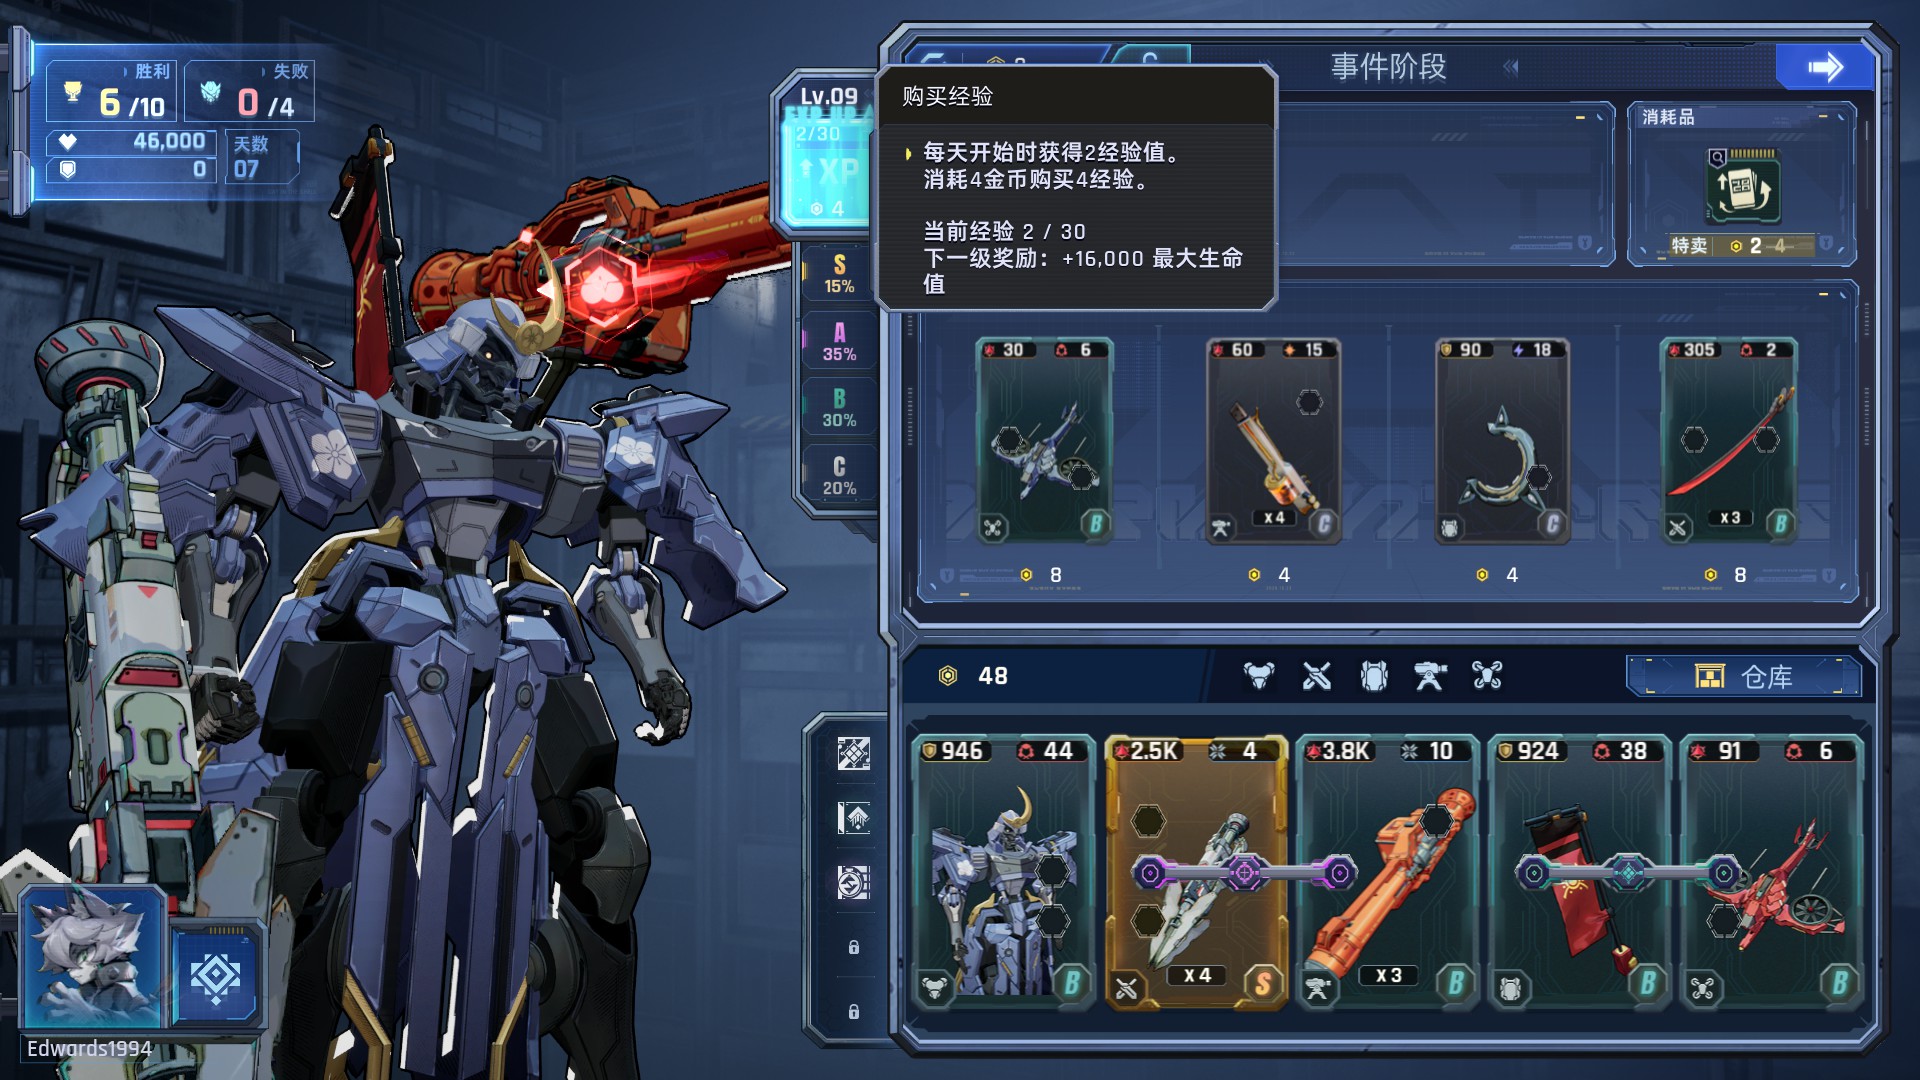 胜利
6/10
失败
0/4
46,000
0
天数
07
Lv.09
2/30
XP
4
S
15%
A
35%
B
30%
C
20%
购买经验
每天开始时获得2经验值。
消耗4金币购买4经验。
当前经验 2 / 30
下一级奖励：+16,000 最大生命
值
事件阶段
消耗品
特卖 2 4
30 6
B
8
60 15
x4 C
4
90 18
C
4
305 2
x3 B
8
48
仓库
946 44
B
2.5K 4
x4 S
3.8K 10
x3 B
924 38
B
91 6
B
Edwards1994